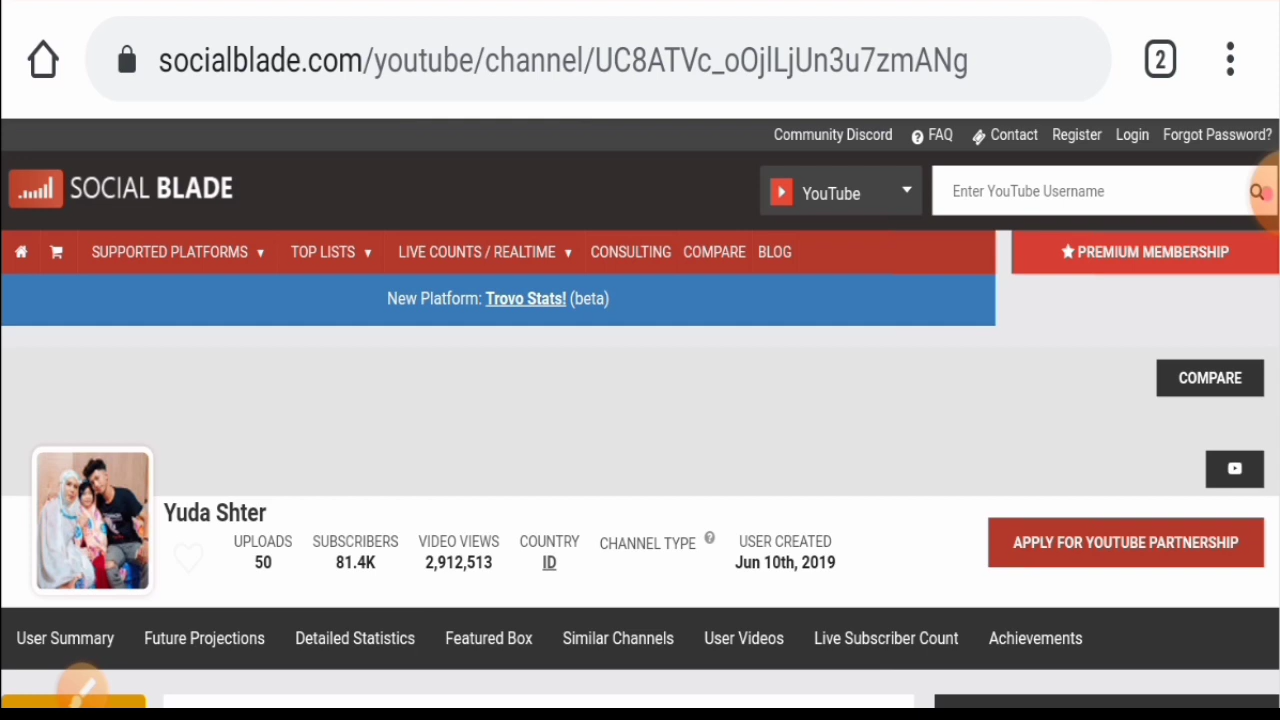 socialblade.com/youtube/channel/UC8ATVc_oOjlLjUn3u7zmANg
2
Community Discord FAQ Contact Register Login Forgot Password?
SOCIAL BLADE
YouTube
Enter YouTube Username
SUPPORTED PLATFORMS TOP LISTS LIVE COUNTS / REALTIME CONSULTING COMPARE BLOG
PREMIUM MEMBERSHIP
New Platform: Trovo Stats! (beta)
COMPARE
Yuda Shter
UPLOADS SUBSCRIBERS VIDEO VIEWS COUNTRY CHANNEL TYPE USER CREATED
50 81.4K 2,912,513 ID Jun 10th, 2019
APPLY FOR YOUTUBE PARTNERSHIP
User Summary Future Projections Detailed Statistics Featured Box Similar Channels User Videos Live Subscriber Count Achievements